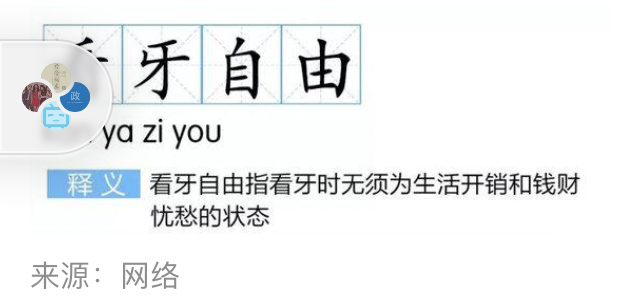 牙自由
ya zi you
释义 看牙自由指看牙时无须为生活开销和钱财
忧愁的状态
来源：网络
政